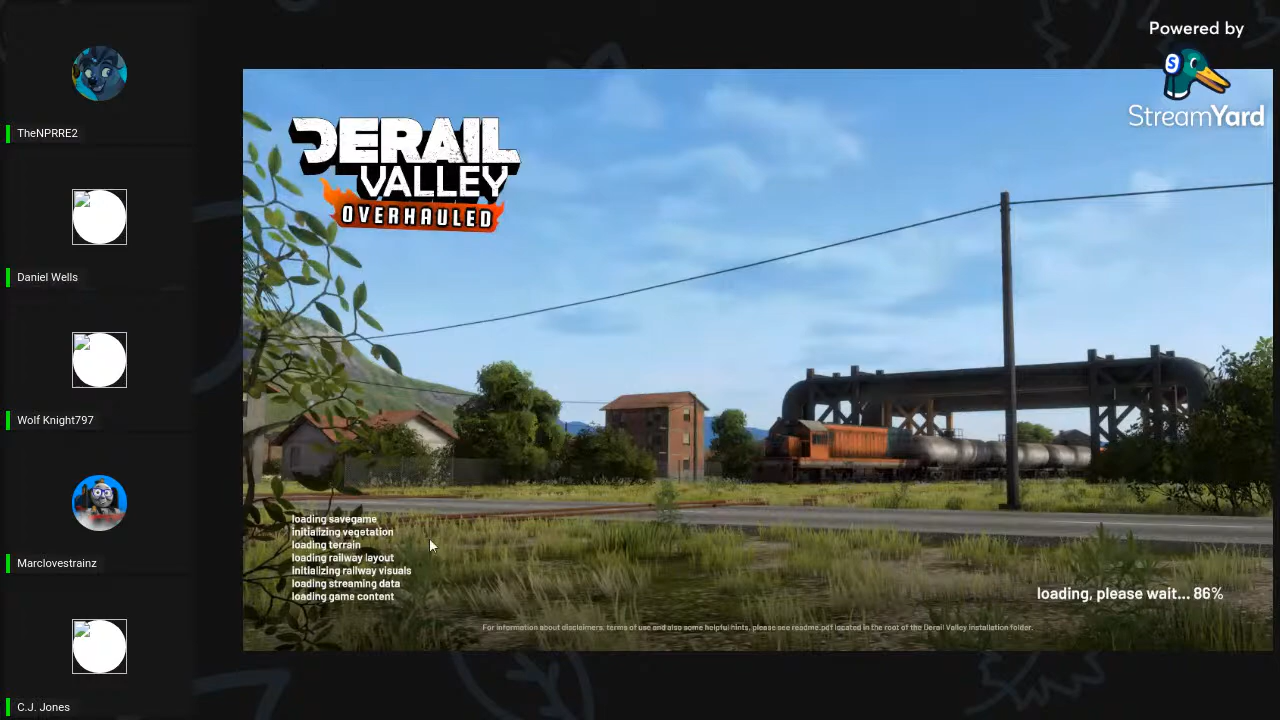 TheNPRRE2
Daniel Wells
Wolf Knight797
Marclovestrainz
C.J. Jones
Powered by
S
StreamYard
DERAIL
VALLEY
OVERHAULED
loading savegame
initializing vegetation
loading terrain
loading railway layout
initializing railway visuals
loading streaming data
loading game content
loading, please wait... 86%
For information about disclaimers, terms of use and also some helpful hints, please see readme.pdf located in the root of the Derail Valley installation folder.